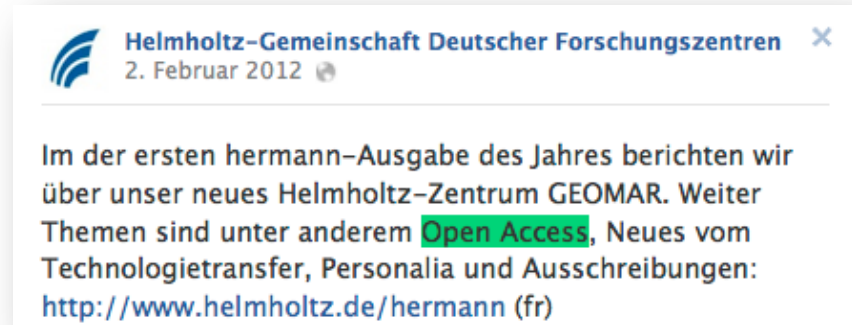 Helmholtz-Gemeinschaft Deutscher Forschungszentren
2. Februar 2012
Im der ersten hermann-Ausgabe des Jahres berichten wir
über unser neues Helmholtz-Zentrum GEOMAR. Weiter
Themen sind unter anderem Open Access, Neues vom
Technologietransfer, Personalia und Ausschreibungen:
http://www.helmholtz.de/hermann (fr)